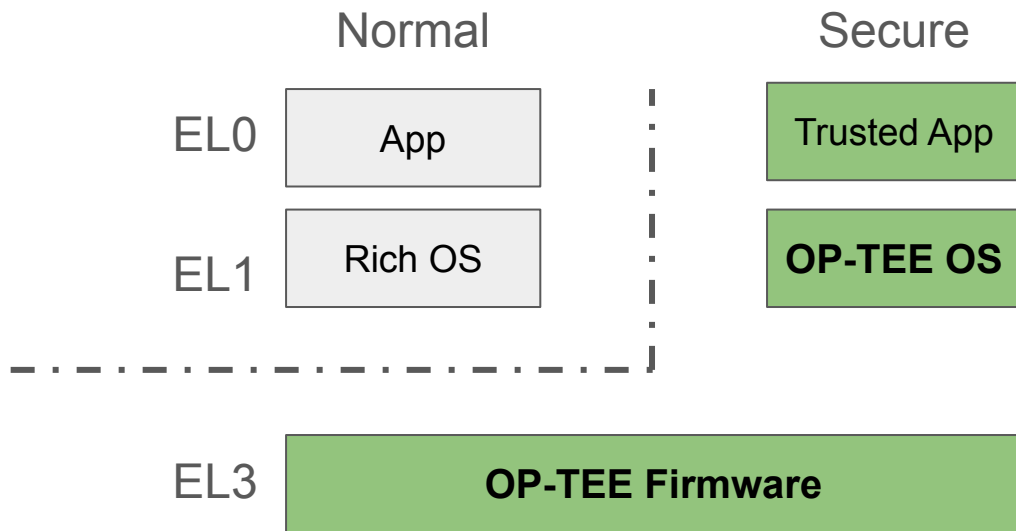 Normal
Secure
EL0
App
Trusted App
EL1
Rich OS
OP-TEE OS
EL3
OP-TEE Firmware